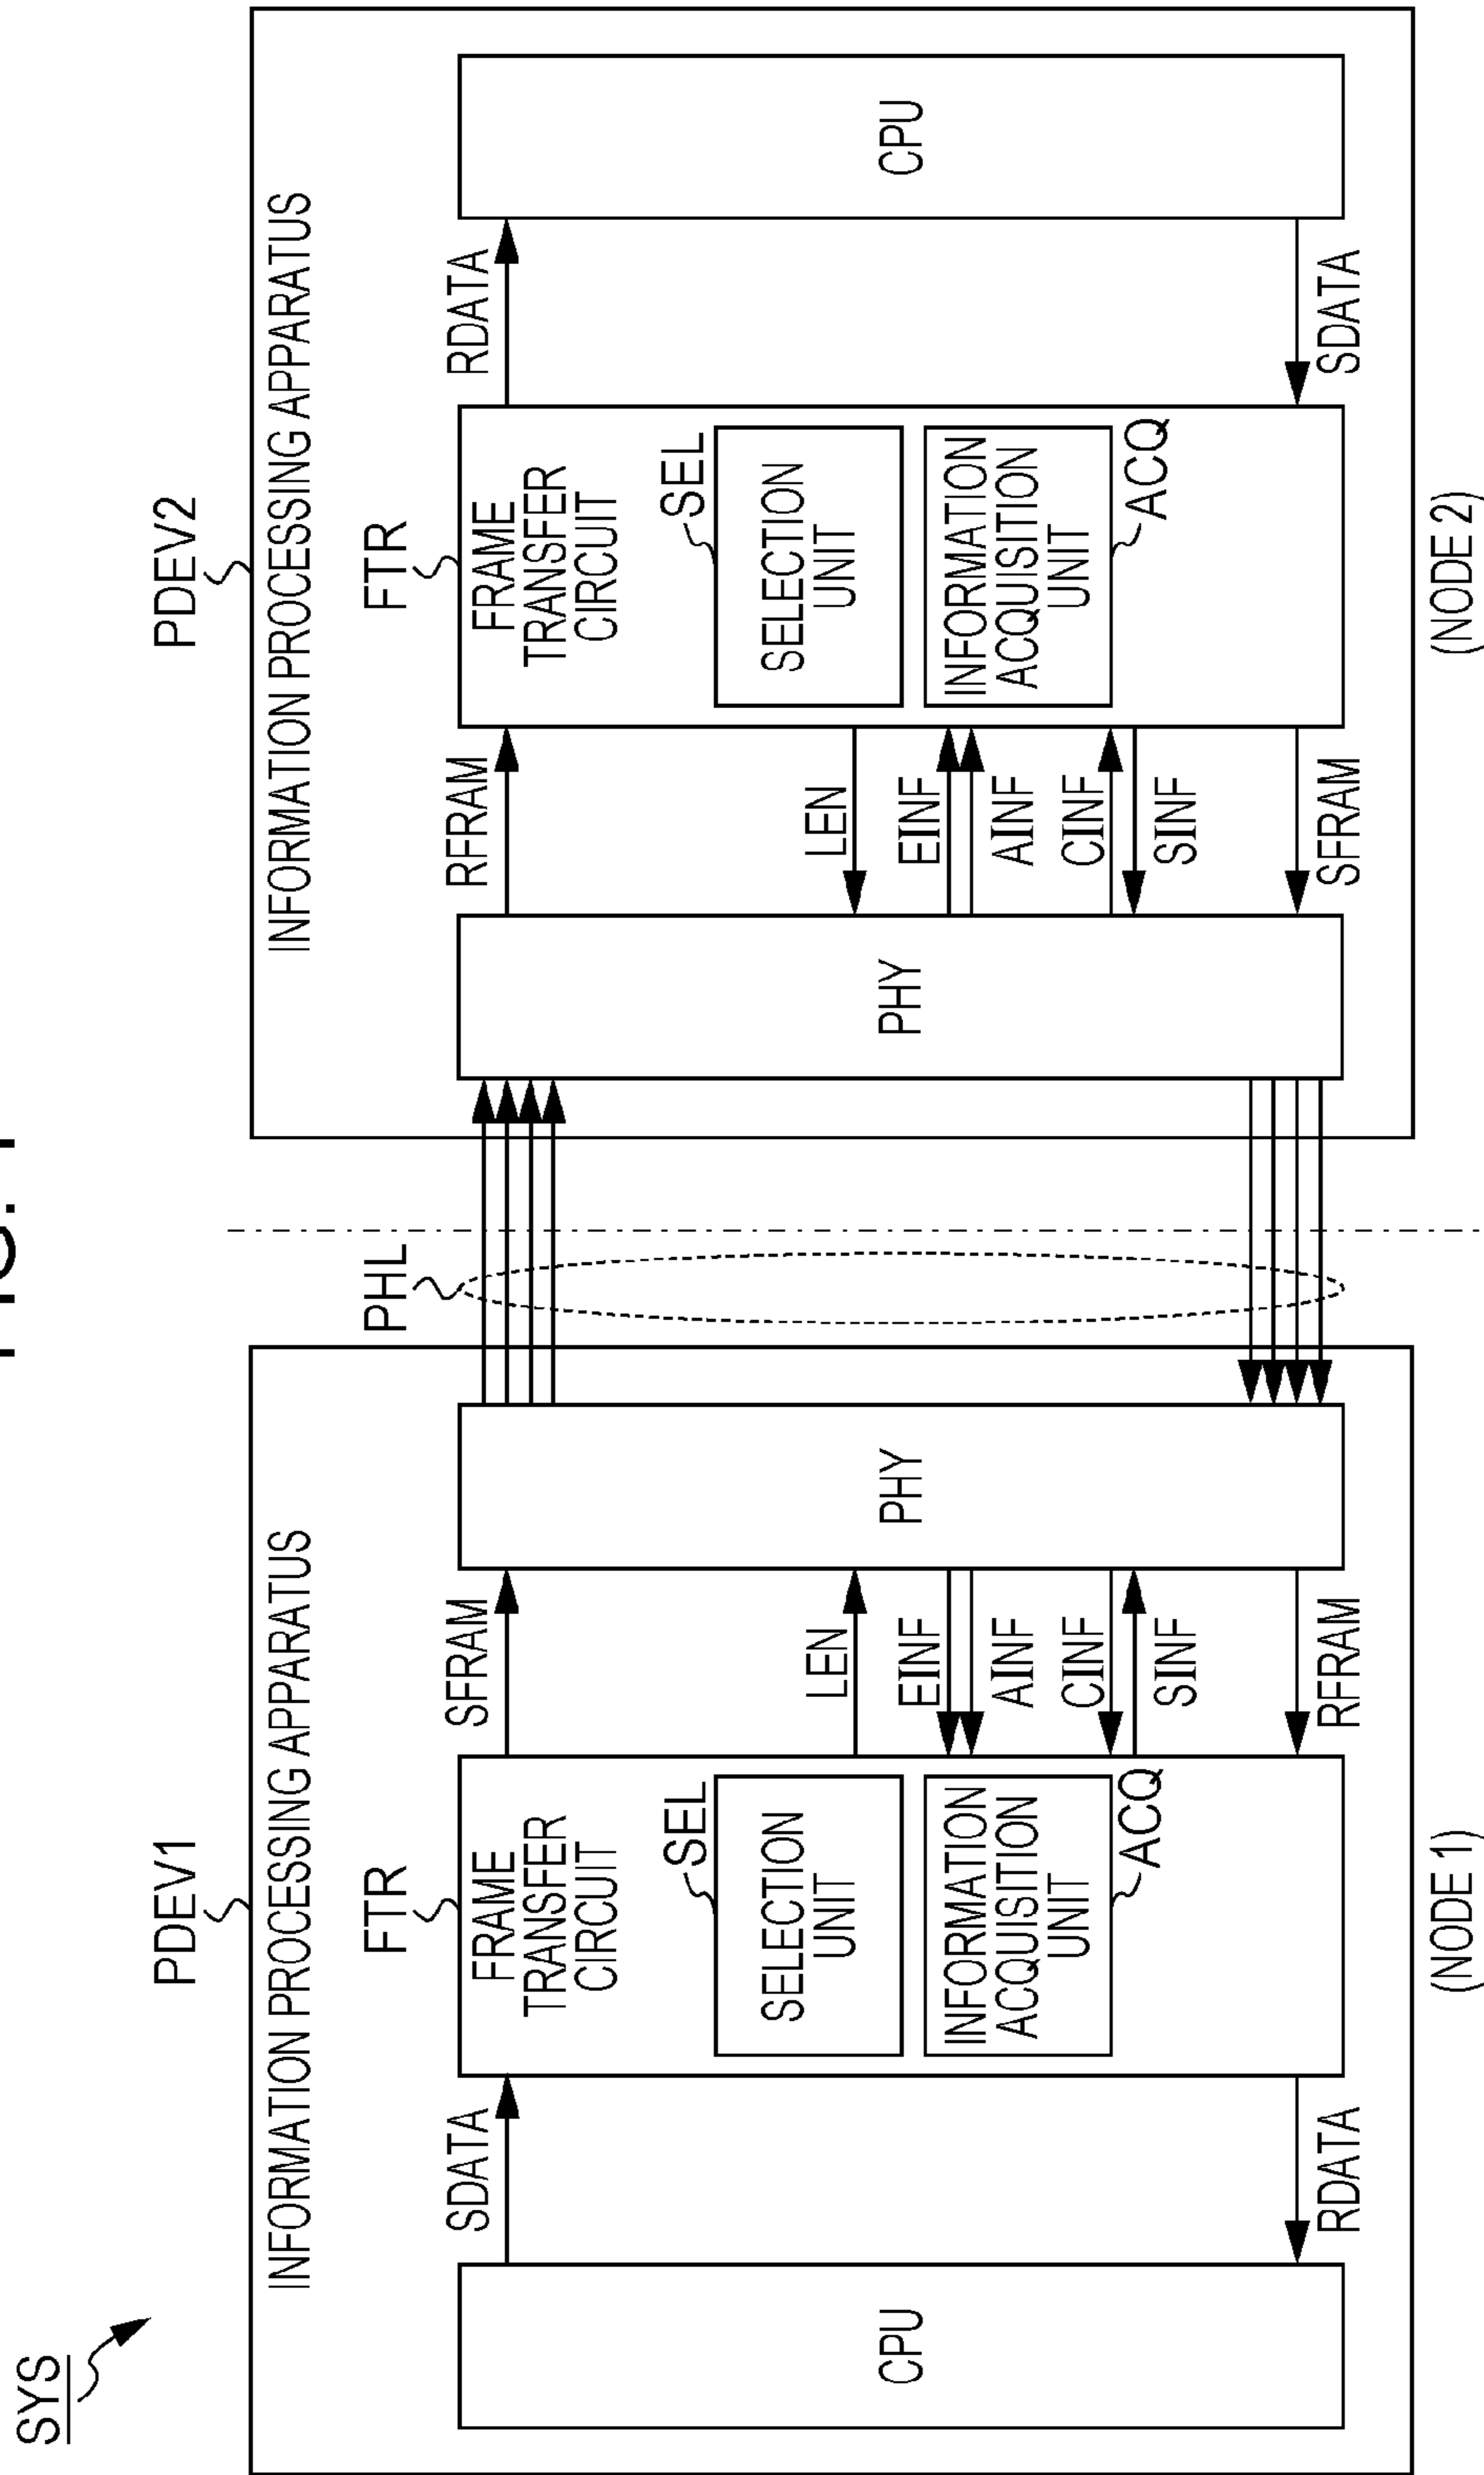 FIG. 1
SYS
PDEV1
INFORMATION PROCESSING APPARATUS
CPU
SDATA
RDATA
FTR
FRAME
TRANSFER
CIRCUIT
SEL
SELECTION
UNIT
INFORMATION
ACQUISITION
UNIT
ACQ
SFRAM
LEN
EINF
AINF
CINF
SINF
RFRAM
PHY
(NODE 1)
PHL
PDEV2
INFORMATION PROCESSING APPARATUS
PHY
RFRAM
LEN
EINF
AINF
CINF
SINF
SFRAM
FTR
FRAME
TRANSFER
CIRCUIT
SEL
SELECTION
UNIT
INFORMATION
ACQUISITION
UNIT
ACQ
RDATA
SDATA
CPU
(NODE 2)